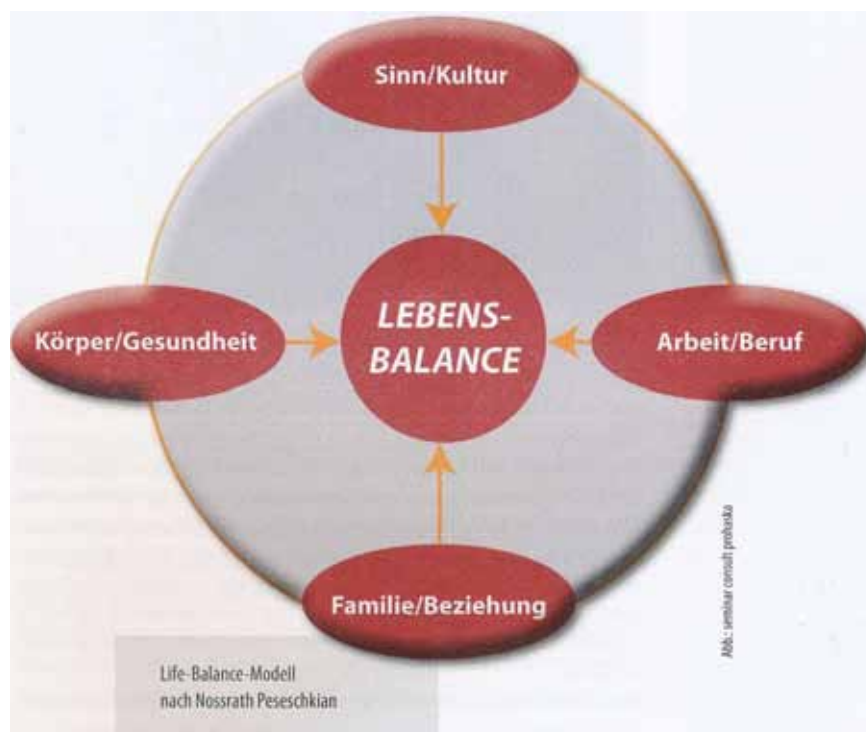 Sinn/Kultur
Körper/Gesundheit
LEBENS-
BALANCE
Arbeit/Beruf
Familie/Beziehung
Abb.: seminar consult prohaska
Life-Balance-Modell
nach Nossrath Peseschkian